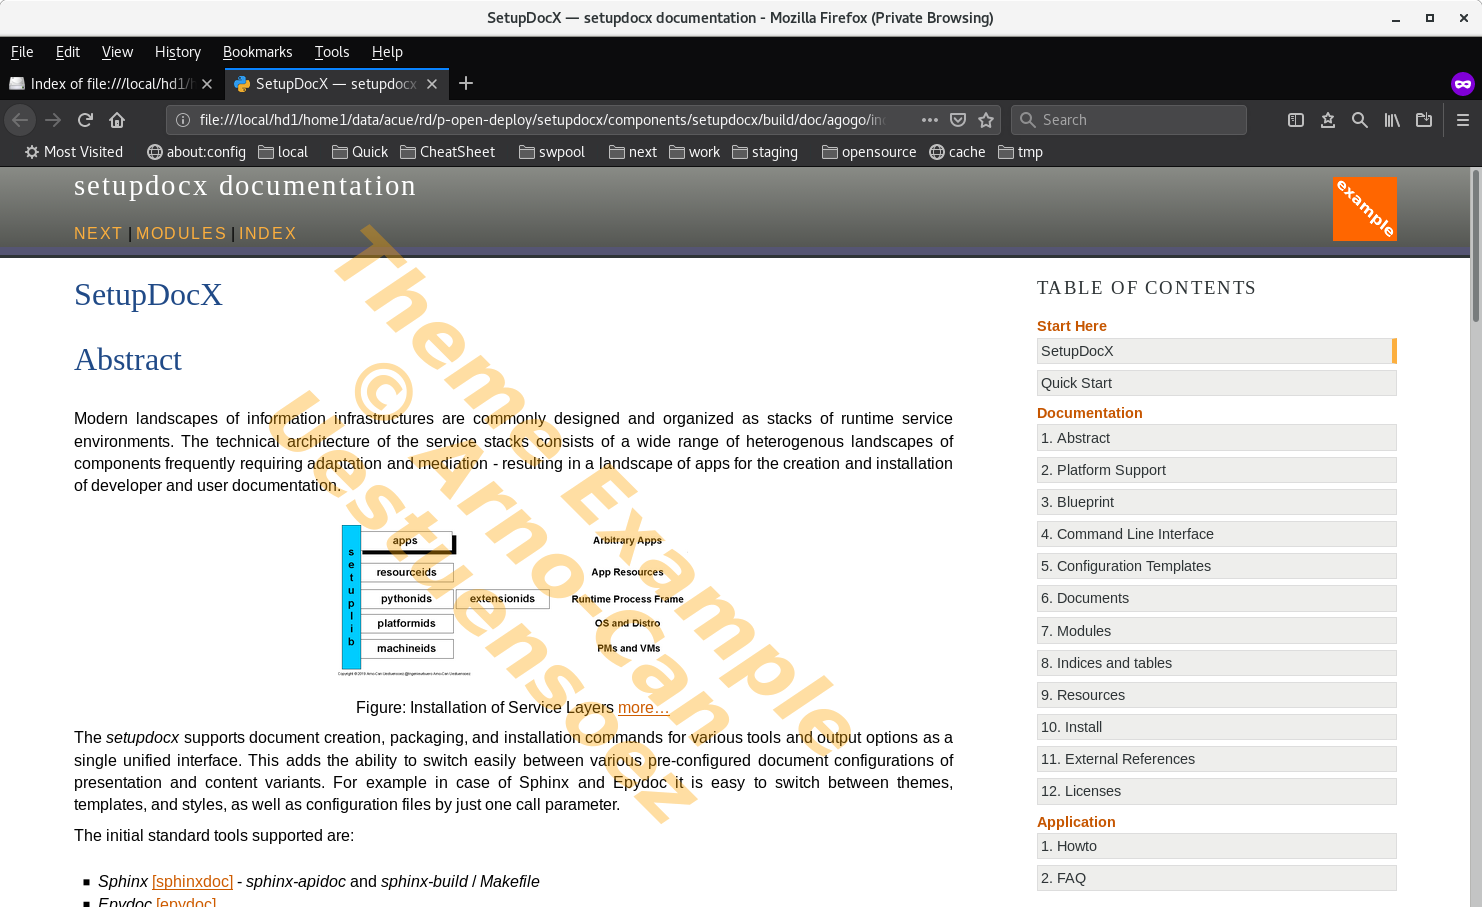 SetupDocX — setupdocx documentation - Mozilla Firefox (Private Browsing)
File Edit View History Bookmarks Tools Help
Index of file:///local/hd1/h
SetupDocX — setupdocx
file:///local/hd1/home1/data/acue/rd/p-open-deploy/setupdocx/components/setupdocx/build/doc/agogo/in
Search
Most Visited about:config local Quick CheatSheet swpool next work staging opensource cache tmp
setupdocx documentation
example
NEXT | MODULES | INDEX
Theme Example
© Arno-Can
Uestuensoez
SetupDocX
Abstract
Modern landscapes of information infrastructures are commonly designed and organized as stacks of runtime service
environments. The technical architecture of the service stacks consists of a wide range of heterogenous landscapes of
components frequently requiring adaptation and mediation - resulting in a landscape of apps for the creation and installation
of developer and user documentation.
setuplib
apps Arbitrary Apps
resourceids App Resources
pythonids extensionids Runtime Process Frame
platformids OS and Distro
machineids PMs and VMs
Figure: Installation of Service Layers more…
The setupdocx supports document creation, packaging, and installation commands for various tools and output options as a
single unified interface. This adds the ability to switch easily between various pre-configured document configurations of
presentation and content variants. For example in case of Sphinx and Epydoc it is easy to switch between themes,
templates, and styles, as well as configuration files by just one call parameter.
The initial standard tools supported are:
Sphinx [sphinxdoc] - sphinx-apidoc and sphinx-build / Makefile
Epydoc [epydoc]
TABLE OF CONTENTS
Start Here
SetupDocX
Quick Start
Documentation
1. Abstract
2. Platform Support
3. Blueprint
4. Command Line Interface
5. Configuration Templates
6. Documents
7. Modules
8. Indices and tables
9. Resources
10. Install
11. External References
12. Licenses
Application
1. Howto
2. FAQ